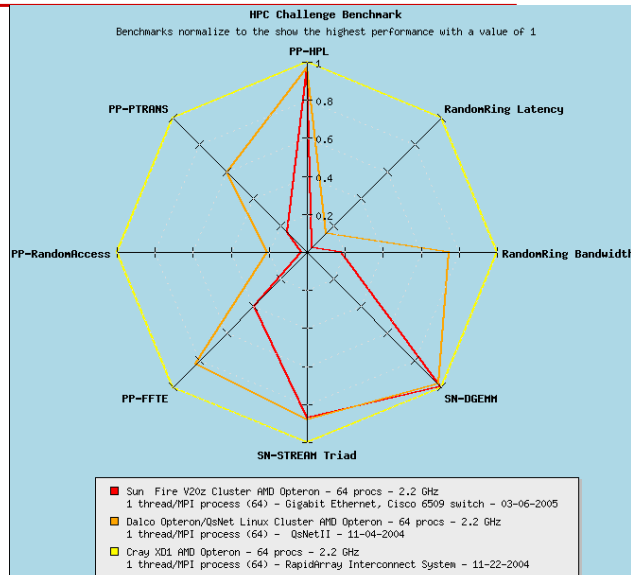 HPC Challenge Benchmark
Benchmarks normalize to the show the highest performance with a value of 1
PP-HPL
1
PP-PTRANS
RandomRing Latency
0.8
0.6
0.4
0.2
PP-RandomAccess
RandomRing Bandwidth
PP-FFTE
SN-DGEMM
SN-STREAM Triad
Sun Fire V20z Cluster AMD Opteron - 64 procs - 2.2 GHz
1 thread/MPI process (64) - Gigabit Ethernet, Cisco 6509 switch - 03-06-2005
Dalco Opteron/QsNet Linux Cluster AMD Opteron - 64 procs - 2.2 GHz
1 thread/MPI process (64) - QsNetII - 11-04-2004
Cray XD1 AMD Opteron - 64 procs - 2.2 GHz
1 thread/MPI process (64) - RapidArray Interconnect System - 11-22-2004